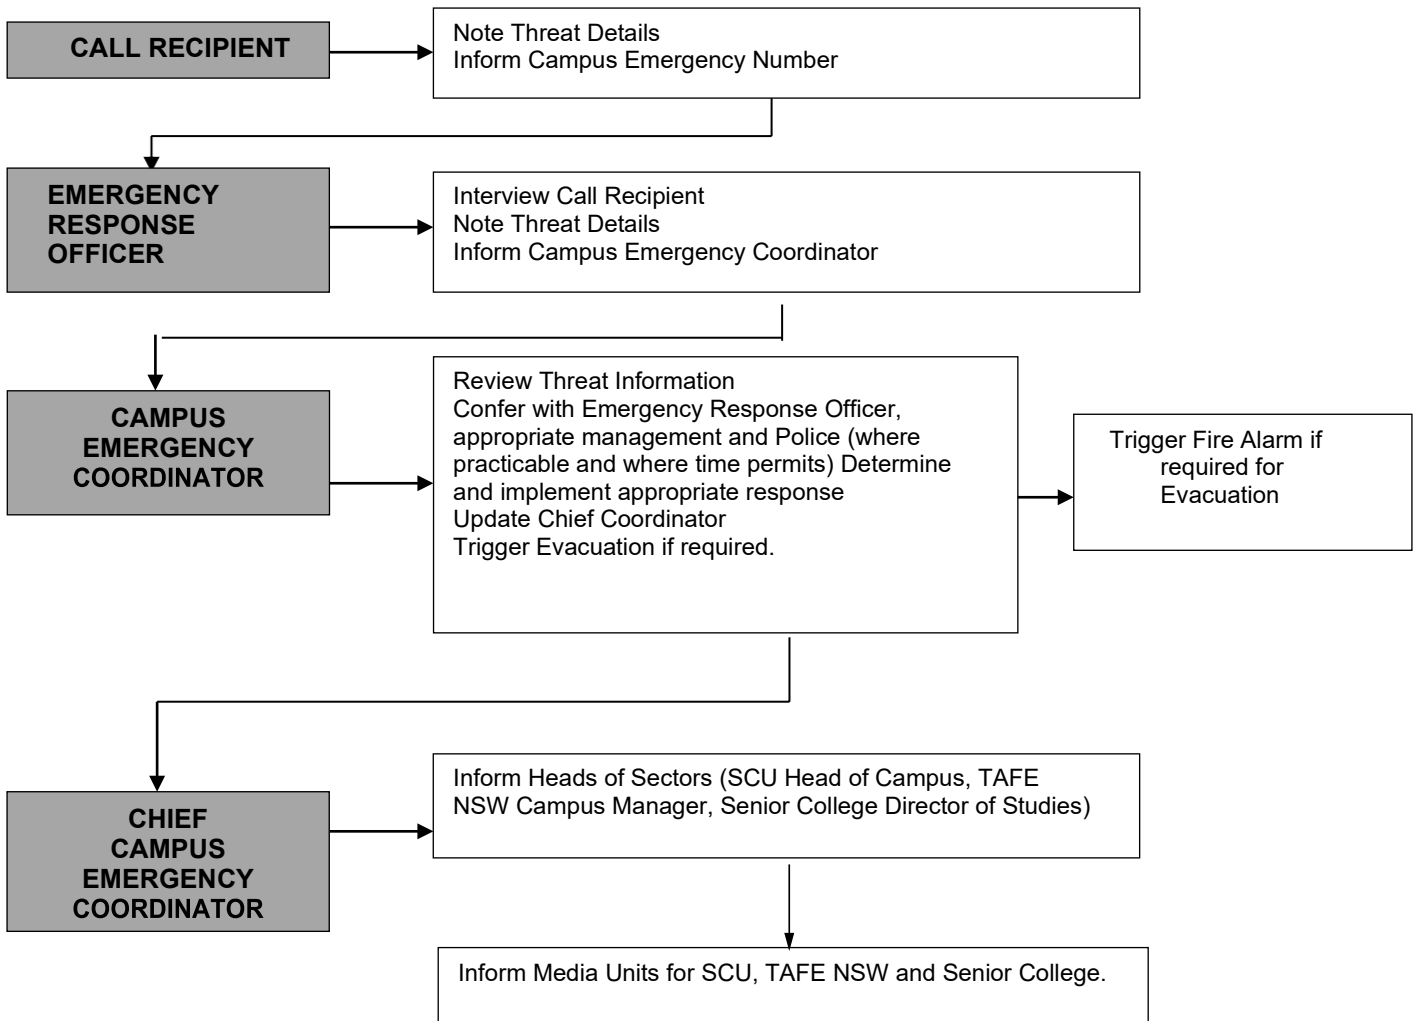 CALL RECIPIENT
Note Threat Details
Inform Campus Emergency Number
EMERGENCY
RESPONSE
OFFICER
Interview Call Recipient
Note Threat Details
Inform Campus Emergency Coordinator
CAMPUS
EMERGENCY
COORDINATOR
Review Threat Information
Confer with Emergency Response Officer,
appropriate management and Police (where
practicable and where time permits) Determine
and implement appropriate response
Update Chief Coordinator
Trigger Evacuation if required.
Trigger Fire Alarm if
required for
Evacuation
CHIEF
CAMPUS
EMERGENCY
COORDINATOR
Inform Heads of Sectors (SCU Head of Campus, TAFE
NSW Campus Manager, Senior College Director of Studies)
Inform Media Units for SCU, TAFE NSW and Senior College.